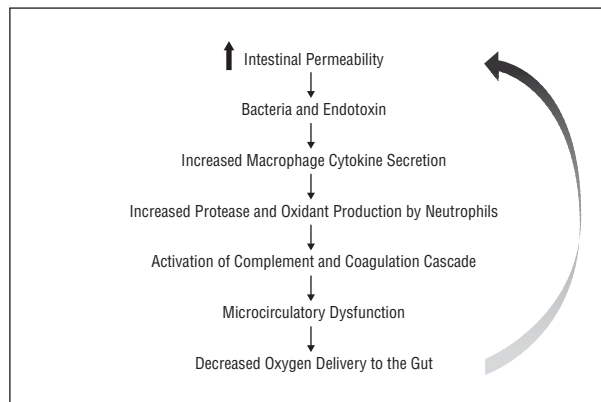 Intestinal Permeability
Bacteria and Endotoxin
Increased Macrophage Cytokine Secretion
Increased Protease and Oxidant Production by Neutrophils
Activation of Complement and Coagulation Cascade
Microcirculatory Dysfunction
Decreased Oxygen Delivery to the Gut